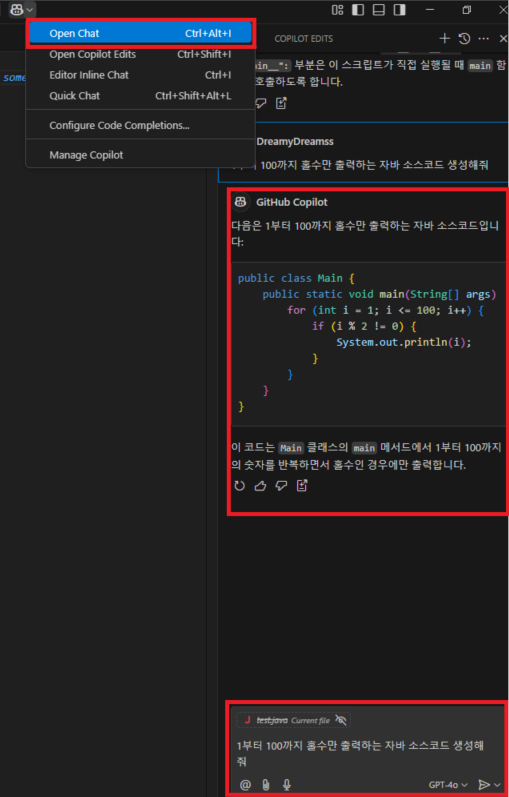 Open Chat Ctrl+Alt+I
COPILOT EDITS
Open Copilot Edits Ctrl+Shift+I
Editor Inline Chat Ctrl+I
Quick Chat Ctrl+Shift+Alt+L
Configure Code Completions...
Manage Copilot
some
in__": 부분은 이 스크립트가 직접 실행될 때 main 함
호출하도록 합니다.
DreamyDreamss
100까지 홀수만 출력하는 자바 소스코드 생성해줘
GitHub Copilot
다음은 1부터 100까지 홀수만 출력하는 자바 소스코드입니
다:
public class Main {
public static void main(String[] args)
for (int i = 1; i <= 100; i++) {
if (i % 2 != 0) {
System.out.println(i);
}
}
}
}
이 코드는 Main 클래스의 main 메서드에서 1부터 100까지
의 숫자를 반복하면서 홀수인 경우에만 출력합니다.
J test.java Current file
1부터 100까지 홀수만 출력하는 자바 소스코드 생성해
줘
@ GPT-4o